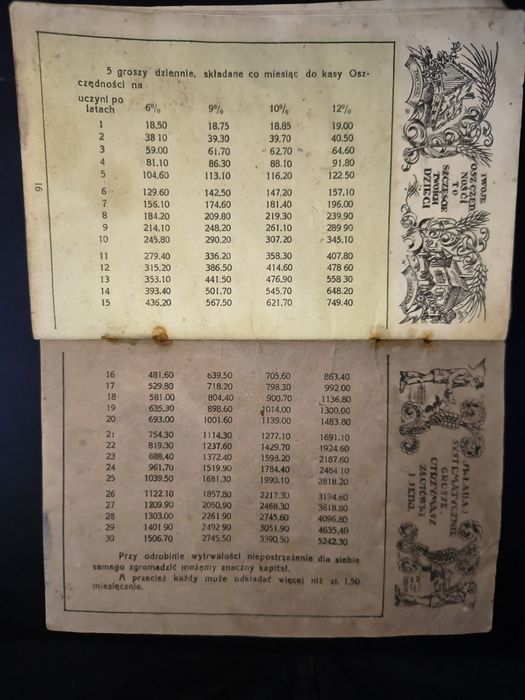 5 groszy dziennie, składane co miesiąc do kasy Osz-
czędności na
uczyni po
latach 6% 9% 10% 12%
1 18.50 18.75 18.85 19.00
2 38 10 39.30 39.70 40.50
3 59.00 61.70 62.70 64.60
4 81.10 86.30 88.10 91.80
5 104.60 113.10 116.20 122.50
6 129.60 142.50 147.20 157.10
7 156.10 174.60 181.40 196.00
8 184.20 209.80 219.30 239.90
9 214.10 248.20 261.10 289 90
10 245.80 290.20 307.20 345.10
11 279.40 336.20 358.30 407.80
12 315.20 386.50 414.60 478 60
13 353.10 441.50 476.90 558 30
14 393.40 501.70 545.70 648.20
15 436.20 567.50 621.70 749.40
16
TWOJE
OSZCZĘD
NOŚCI
TO
SZCZĘŚCIE
TWOICH
DZIECI
16 481.60 639.50 705.60 863.40
17 529.80 718.20 798.30 992.00
18 581.00 804.40 900.70 1136.80
19 635.30 898.60 1014.00 1300.00
20 693.00 1001.60 1139.00 1483.80
21 754.30 1114.30 1277.10 1691.10
22 819.30 1237.60 1429.70 1924.60
23 888.40 1372.40 1598.20 2187.60
24 961.70 1519.90 1784.40 2484 10
25 1039.50 1681.30 1990.10 2818.20
26 1122.10 1857.80 2217.30 3194.60
27 1209.90 2050.90 2468.30 3618.80
28 1303.00 2261.90 2745.60 4096.80
29 1401 90 2492 90 3051.90 4635.40
30 1506.70 2745.50 3390.50 5242.30
Przy odrobinie wytrwałości niepostrzeżenie dla siebie
samego zgromadzić możemy znaczny kapitał.
A przecież każdy może odkładać więcej niż zł. 1.50
miesięcznie.
SKŁADAJ
SYSTEMATYCZNIE
GROSZE
OTRZYMASZ
ZŁOTÓWKI